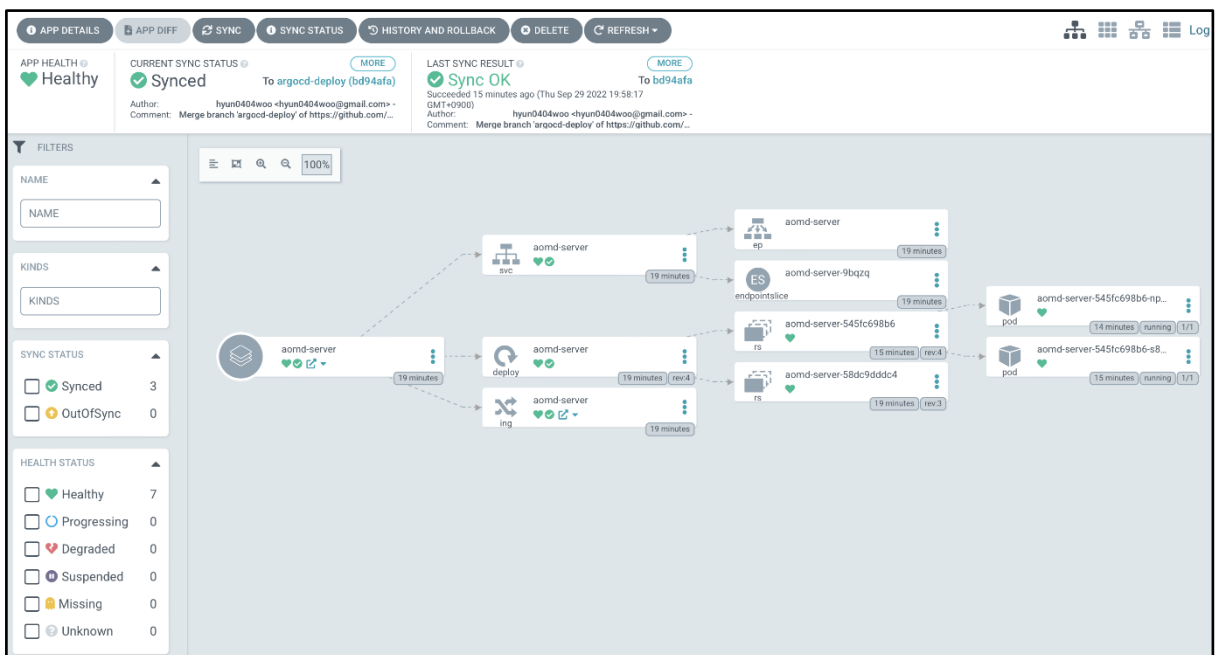 APP DETAILS APP DIFF SYNC SYNC STATUS HISTORY AND ROLLBACK DELETE REFRESH Log
APP HEALTH
Healthy
CURRENT SYNC STATUS MORE
Synced To argocd-deploy (bd94afa)
Author: hyun0404woo <hyun0404woo@gmail.com> -
Comment: Merge branch 'argocd-deploy' of https://github.com/...
LAST SYNC RESULT MORE
Sync OK To bd94afa
Succeeded 15 minutes ago (Thu Sep 29 2022 19:58:17
GMT+0900)
Author: hyun0404woo <hyun0404woo@gmail.com> -
Comment: Merge branch 'argocd-deploy' of https://github.com/...
FILTERS
NAME
NAME
KINDS
KINDS
SYNC STATUS
Synced 3
OutOfSync 0
HEALTH STATUS
Healthy 7
Progressing 0
Degraded 0
Suspended 0
Missing 0
Unknown 0
100%
aomd-server
19 minutes
aomd-server
svc
19 minutes
aomd-server
deploy
19 minutes rev:4
aomd-server
ing
19 minutes
aomd-server
ep
19 minutes
ES
aomd-server-9bqzq
endpointslice
19 minutes
aomd-server-545fc698b6
rs
15 minutes rev:4
aomd-server-58dc9dddc4
rs
19 minutes rev:3
aomd-server-545fc698b6-np...
pod
14 minutes running 1/1
aomd-server-545fc698b6-s8...
pod
15 minutes running 1/1